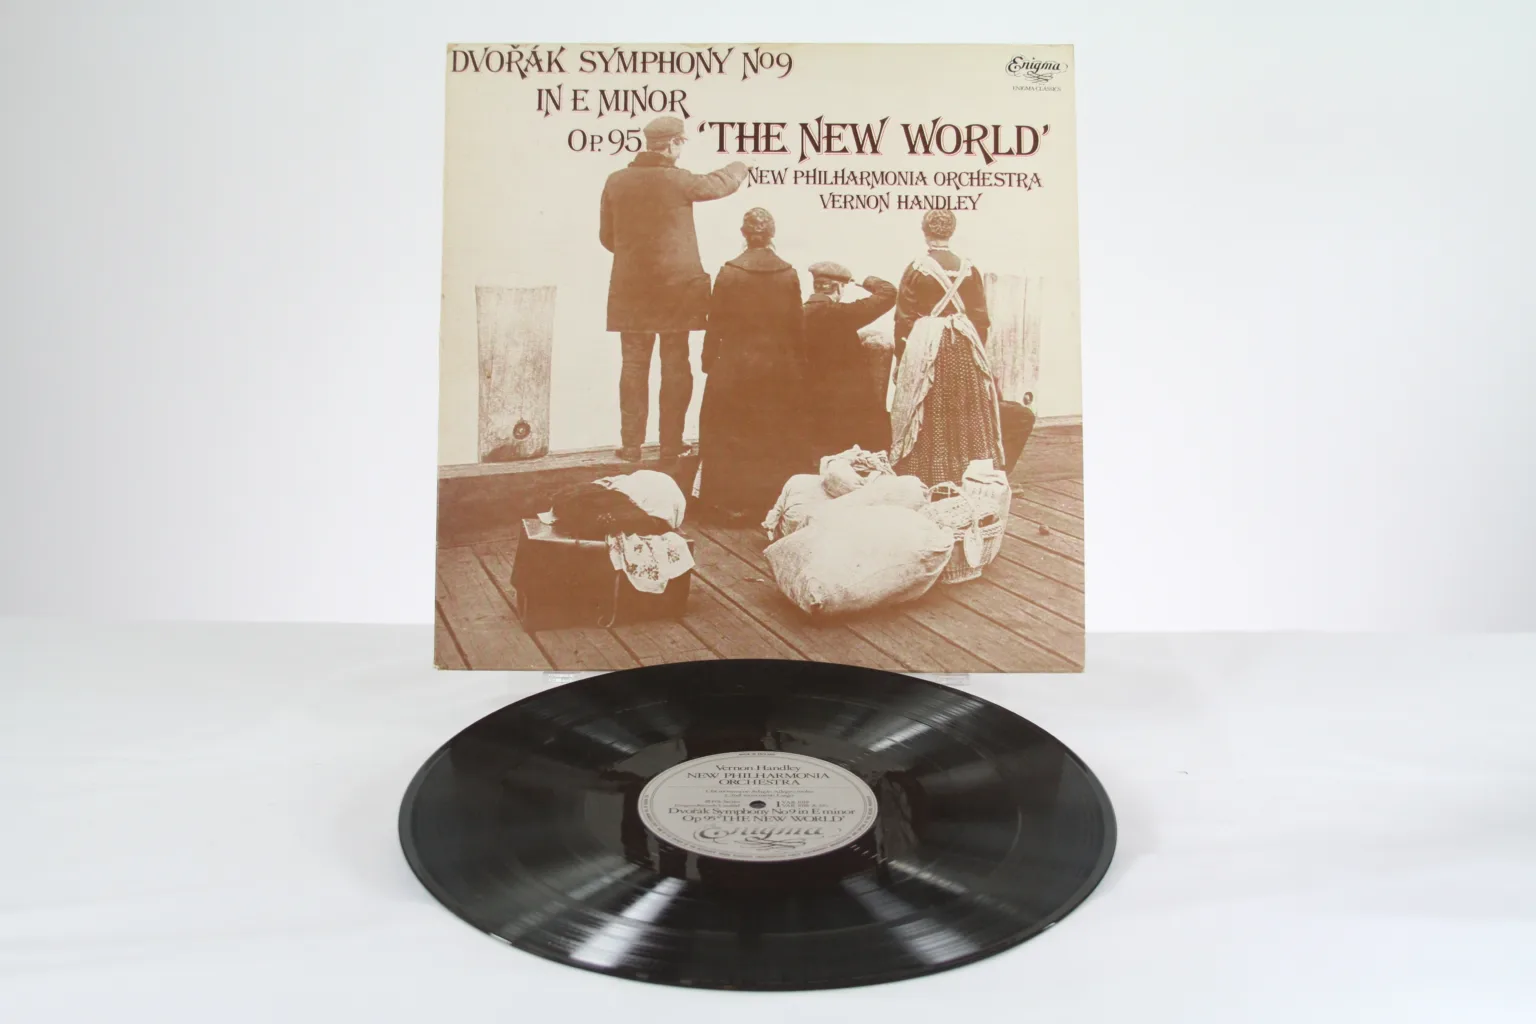 DVOŘÁK SYMPHONY No9
IN E MINOR
OP. 95 'THE NEW WORLD'
NEW PHILHARMONIA ORCHESTRA
VERNON HANDLEY
Enigma
ENIGMA CLASSICS
Vernon Handley
NEW PHILHARMONIA
ORCHESTRA
1
Dvořák Symphony No9 in E minor
Op 95 'THE NEW WORLD'
Enigma